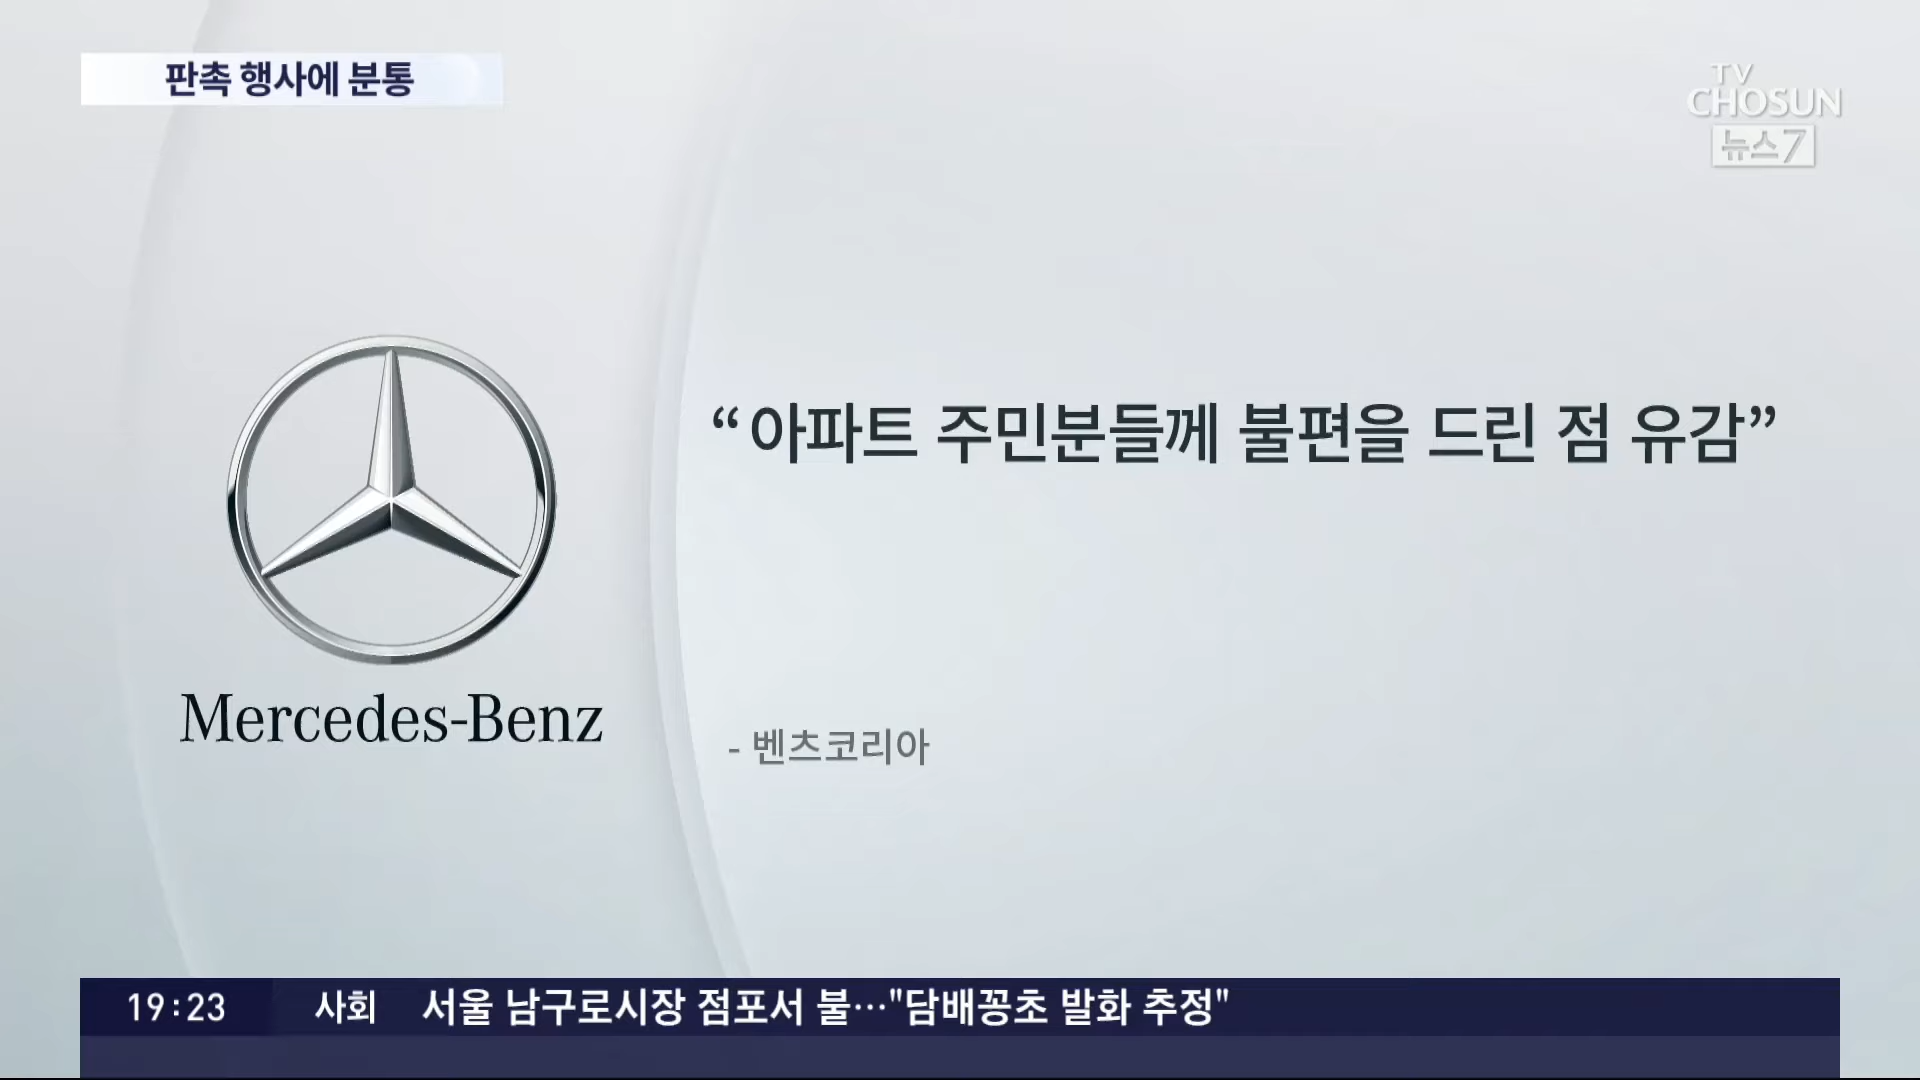 판촉 행사에 분통
TV
CHOSUN
뉴스7
“아파트 주민분들께 불편을 드린 점 유감”
Mercedes-Benz
- 벤츠코리아
19:23 사회 서울 남구로시장 점포서 불…"담배꽁초 발화 추정"